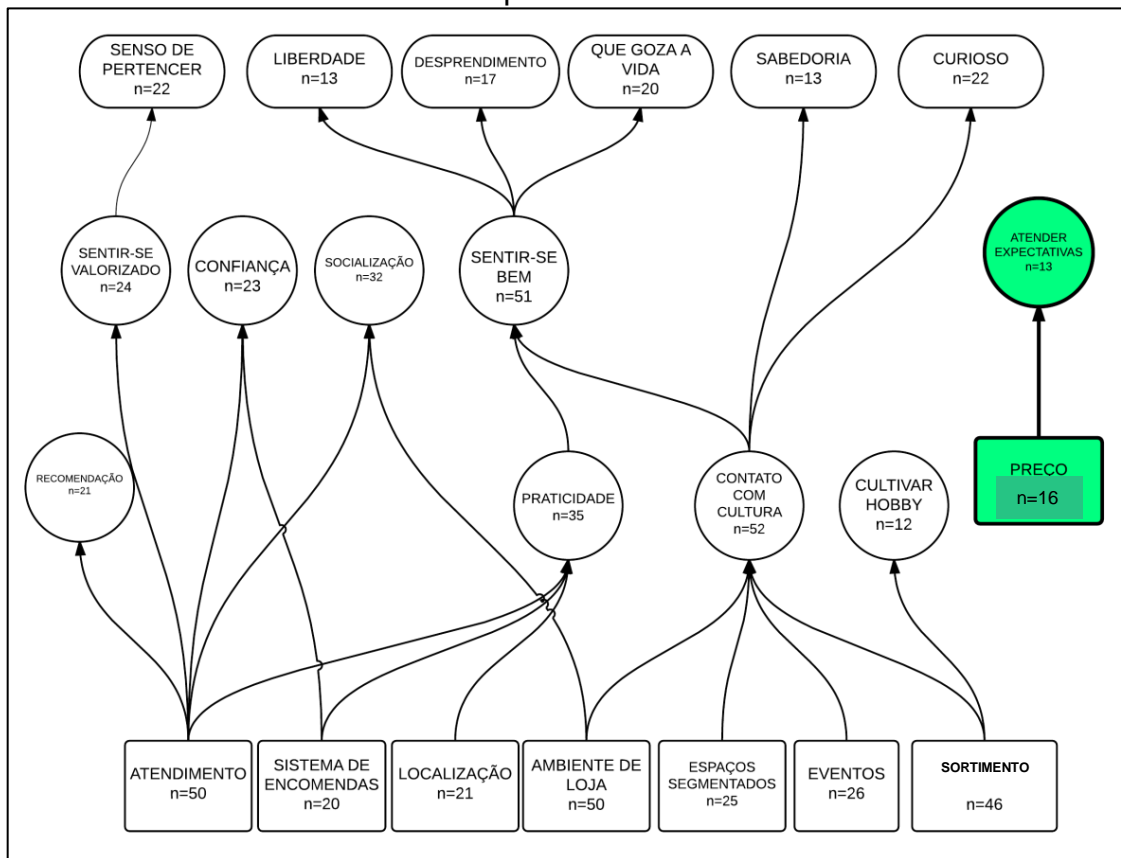 SENSO DE
PERTENCER
n=22
LIBERDADE
n=13
DESPRENDIMENTO
n=17
QUE GOZA A
VIDA
n=20
SABEDORIA
n=13
CURIOSO
n=22
SENTIR-SE
VALORIZADO
n=24
CONFIANÇA
n=23
SOCIALIZAÇÃO
n=32
SENTIR-SE
BEM
n=51
ATENDER
EXPECTATIVAS
n=13
RECOMENDAÇÃO
n=21
PRATICIDADE
n=35
CONTATO
COM
CULTURA
n=52
CULTIVAR
HOBBY
n=12
PRECO
n=16
ATENDIMENTO
n=50
SISTEMA DE
ENCOMENDAS
n=20
LOCALIZAÇÃO
n=21
AMBIENTE DE
LOJA
n=50
ESPAÇOS
SEGMENTADOS
n=25
EVENTOS
n=26
SORTIMENTO
n=46